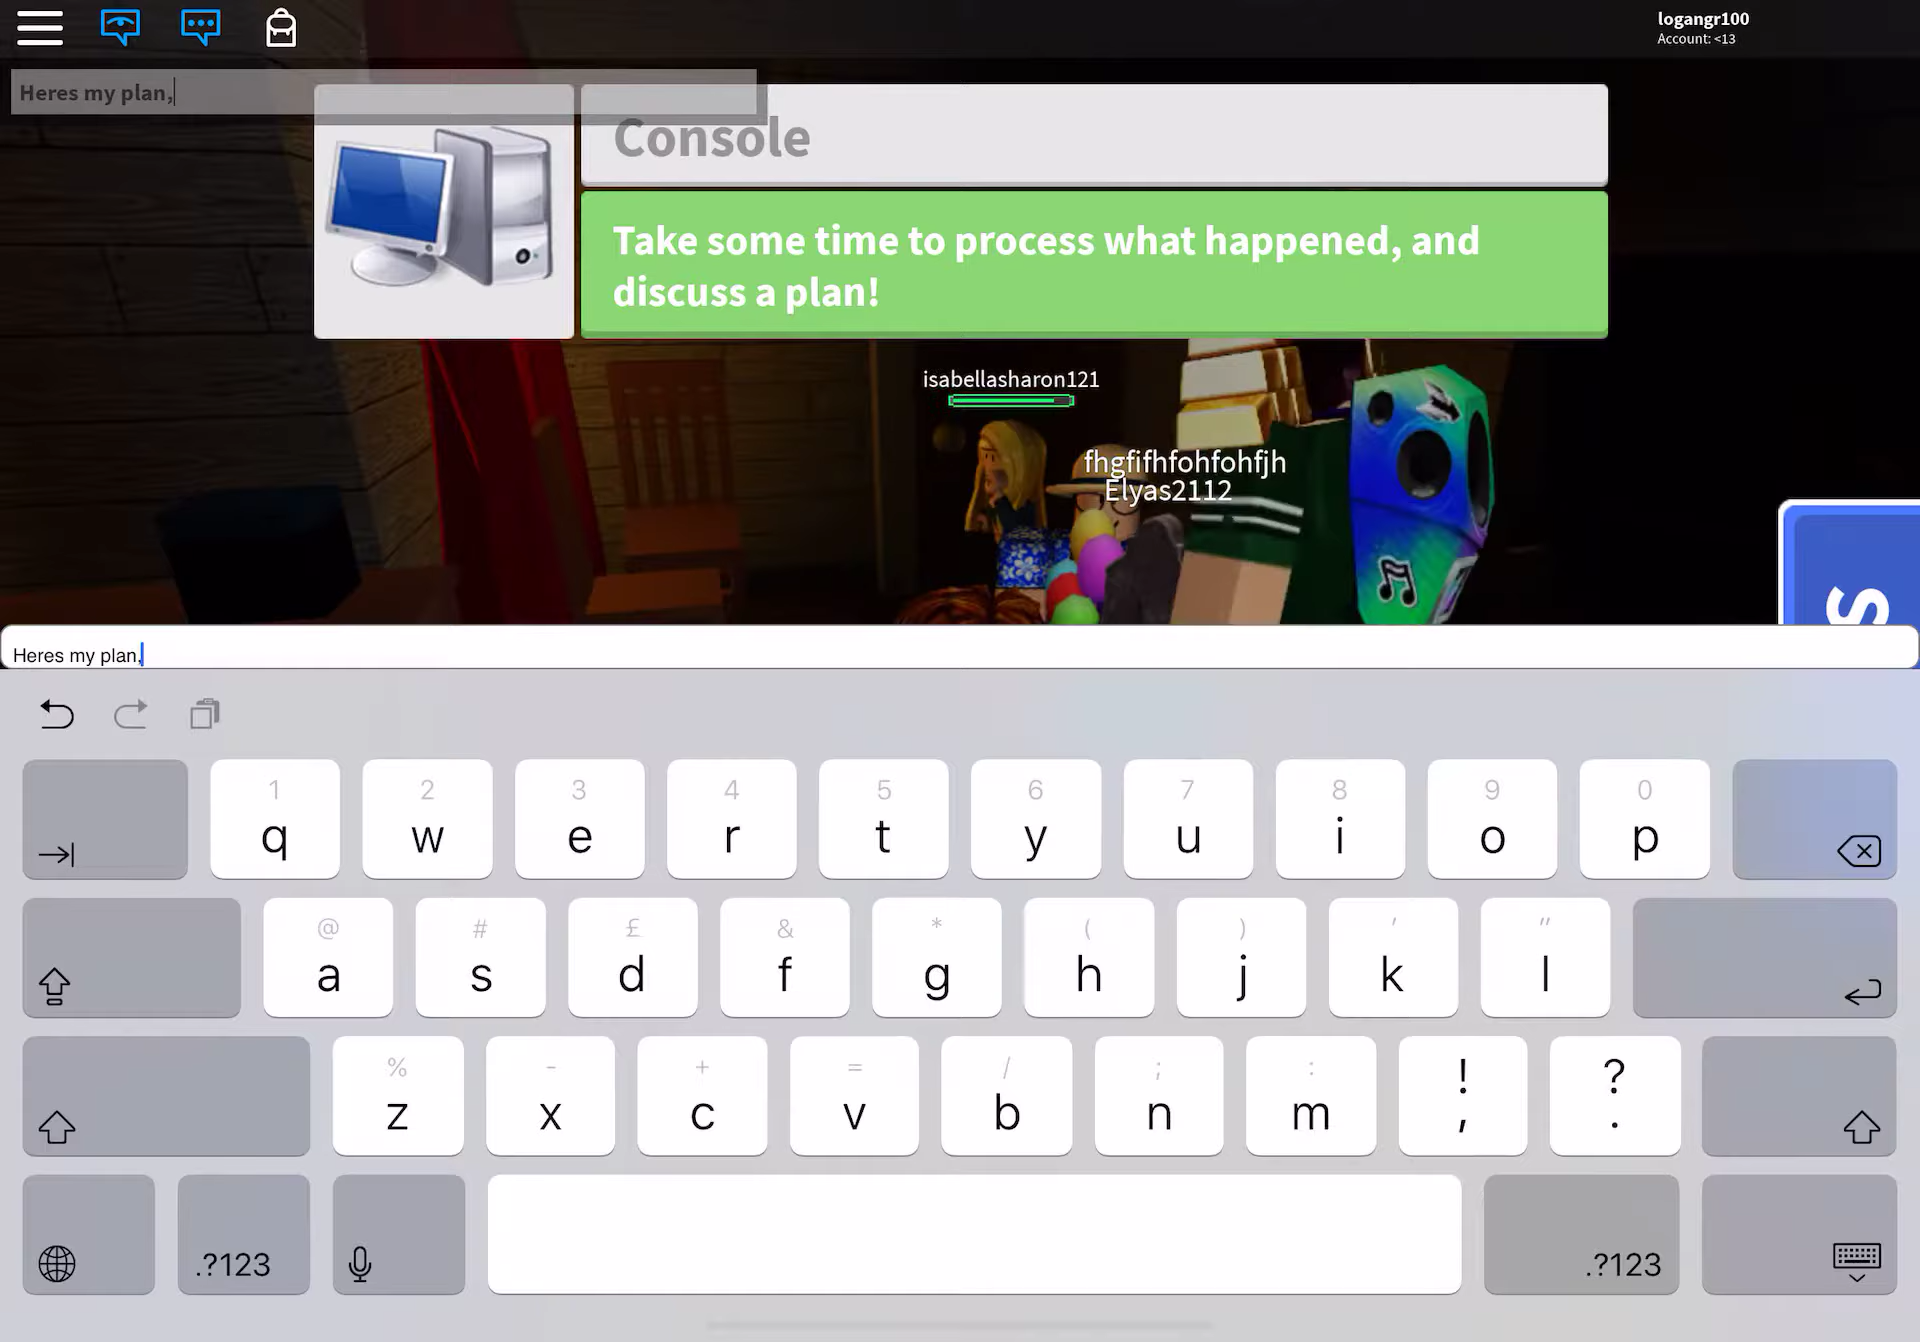 logangr100
Account: <13
Heres my plan,
Console
Take some time to process what happened, and
discuss a plan!
isabellasharon121
fhgfifhfohfohfjh
Elyas2112
S
Heres my plan,
1 2 3 4 5 6 7 8 9 0
q w e r t y u i o p
@ # £ & * ( ) ' "
a s d f g h j k l
% - + = / ; : ! ?
z x c v b n m , .
.?123 .?123